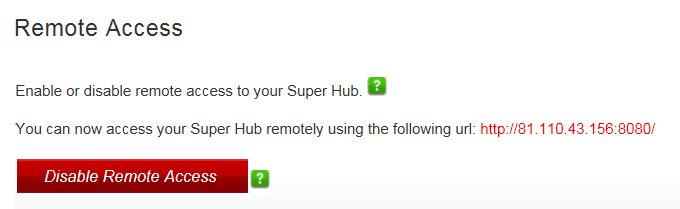 Remote Access
Enable or disable remote access to your Super Hub. ?
You can now access your Super Hub remotely using the following url: http://81.110.43.156:8080/
Disable Remote Access ?